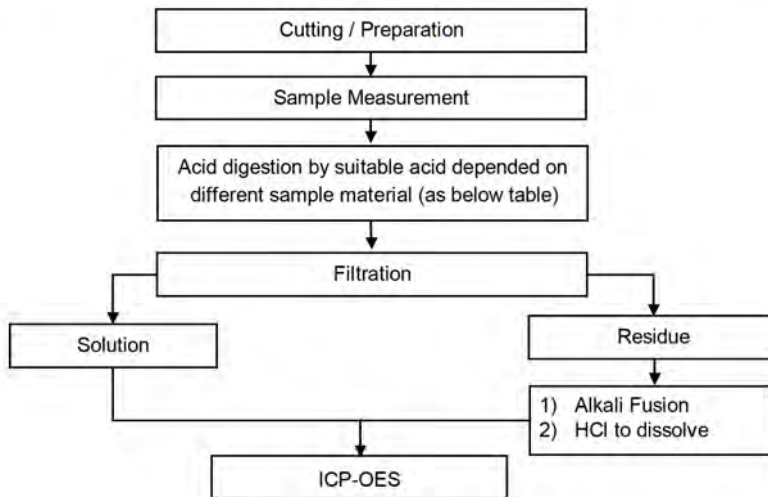 Cutting / Preparation
Sample Measurement
Acid digestion by suitable acid depended on
different sample material (as below table)
Filtration
Solution
Residue
1) Alkali Fusion
2) HCl to dissolve
ICP-OES